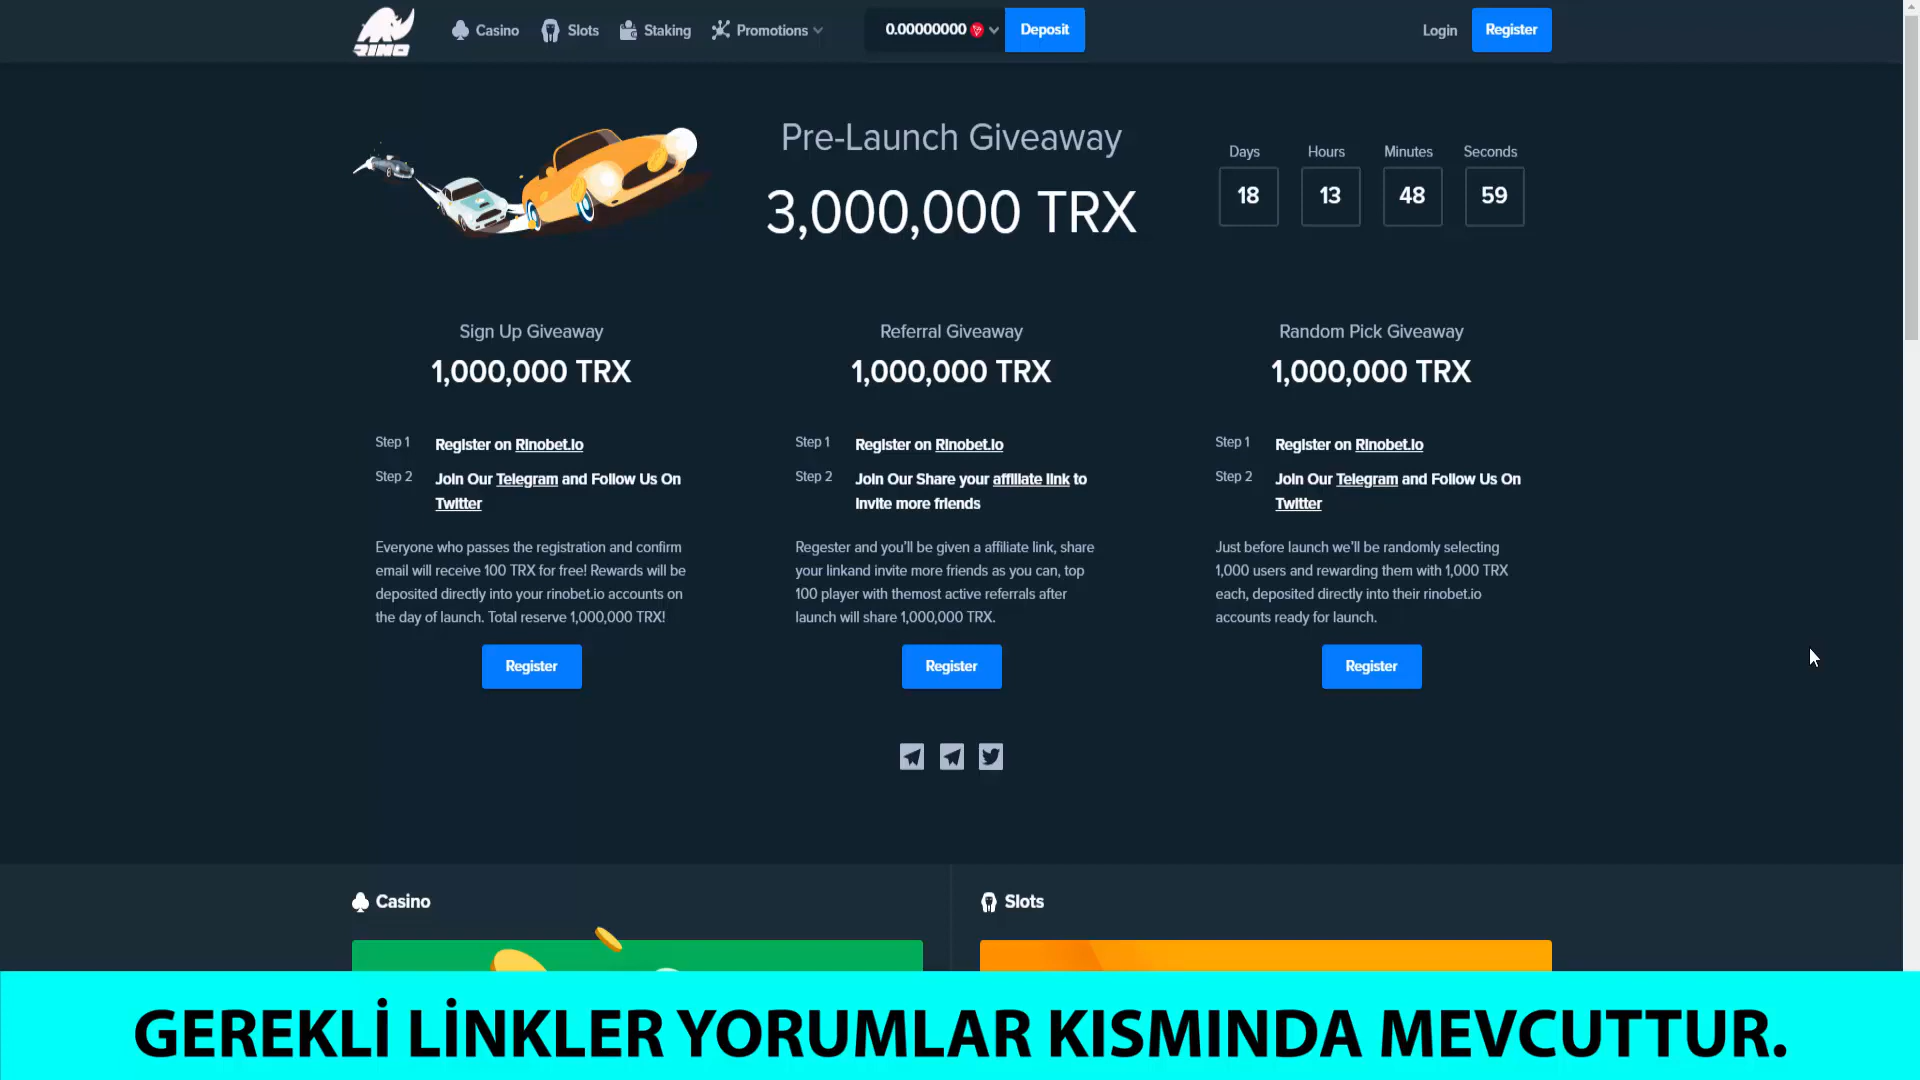 RINO
Casino
Slots
Staking
Promotions
0.00000000
Deposit
Login
Register
Pre-Launch Giveaway
3,000,000 TRX
Days
Hours
Minutes
Seconds
18
13
48
59
Sign Up Giveaway
1,000,000 TRX
Step 1
Register on Rinobet.io
Step 2
Join Our Telegram and Follow Us On
Twitter
Everyone who passes the registration and confirm
email will receive 100 TRX for free! Rewards will be
deposited directly into your rinobet.io accounts on
the day of launch. Total reserve 1,000,000 TRX!
Register
Referral Giveaway
1,000,000 TRX
Step 1
Register on Rinobet.io
Step 2
Join Our Share your affiliate link to
invite more friends
Regester and you'll be given a affiliate link, share
your linkand invite more friends as you can, top
100 player with themost active referrals after
launch will share 1,000,000 TRX.
Register
Random Pick Giveaway
1,000,000 TRX
Step 1
Register on Rinobet.io
Step 2
Join Our Telegram and Follow Us On
Twitter
Just before launch we'll be randomly selecting
1,000 users and rewarding them with 1,000 TRX
each, deposited directly into their rinobet.io
accounts ready for launch.
Register
Casino
Slots
GEREKLİ LİNKLER YORUMLAR KISMINDA MEVCUTTUR.